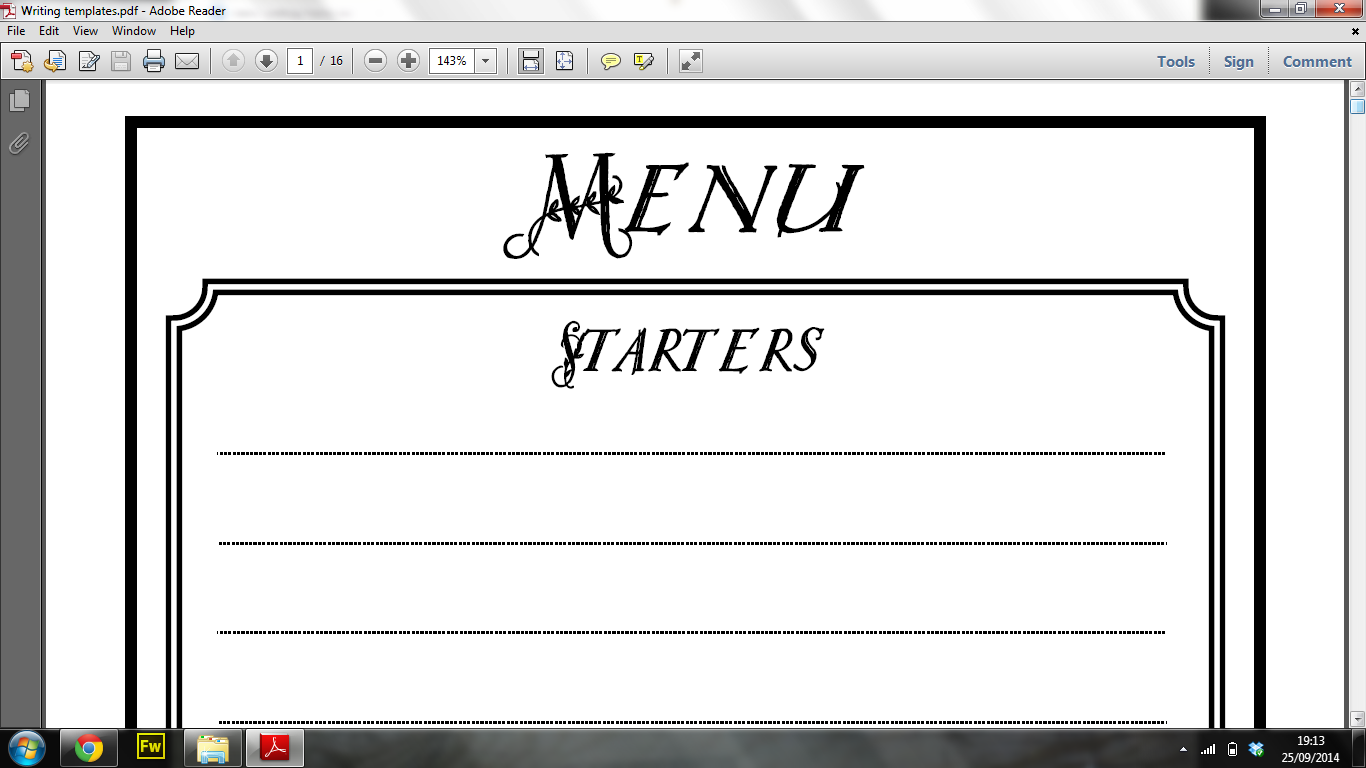 Writing templates.pdf - Adobe Reader
File Edit View Window Help
1 / 16 143% Tools Sign Comment
Menu
Starters
Fw
19:13
25/09/2014